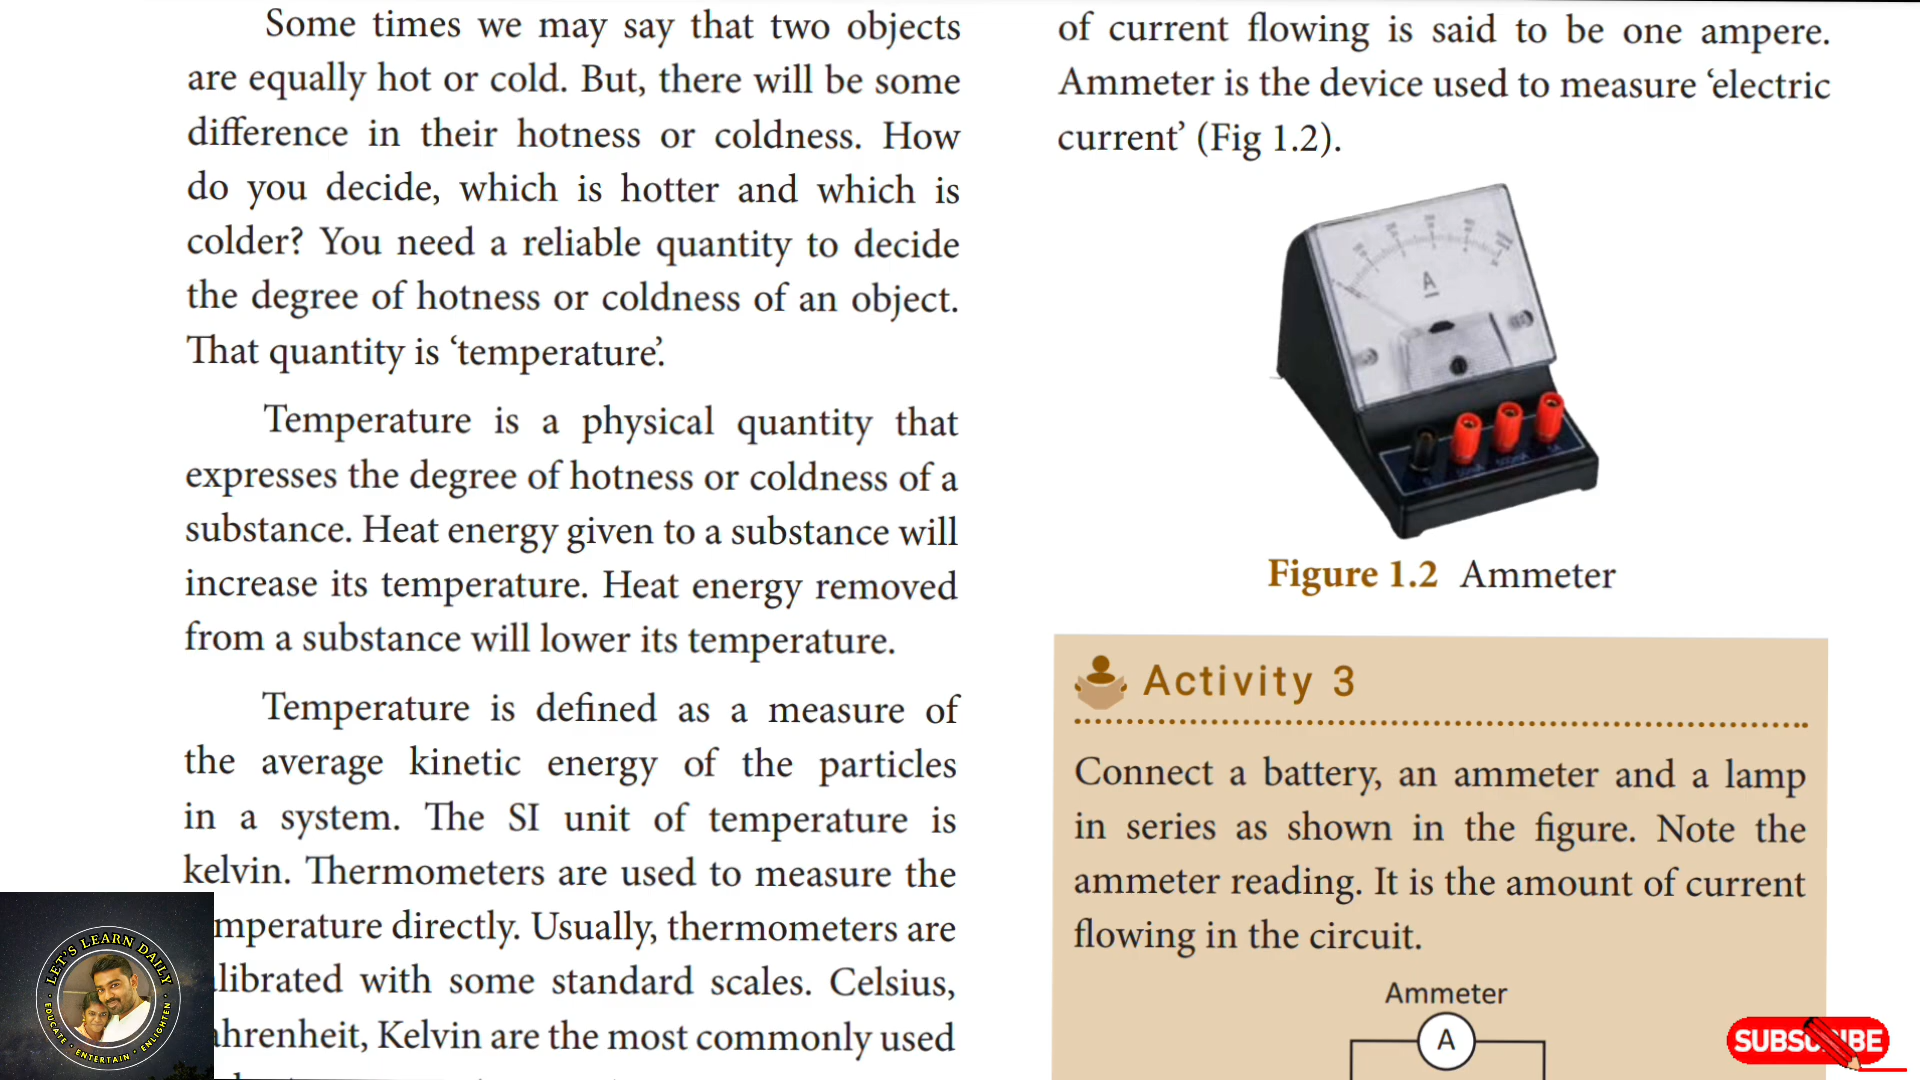 Some times we may say that two objects
are equally hot or cold. But, there will be some
difference in their hotness or coldness. How
do you decide, which is hotter and which is
colder? You need a reliable quantity to decide
the degree of hotness or coldness of an object.
That quantity is ‘temperature’.
Temperature is a physical quantity that
expresses the degree of hotness or coldness of a
substance. Heat energy given to a substance will
increase its temperature. Heat energy removed
from a substance will lower its temperature.
Temperature is defined as a measure of
the average kinetic energy of the particles
in a system. The SI unit of temperature is
kelvin. Thermometers are used to measure the
mperature directly. Usually, thermometers are
librated with some standard scales. Celsius,
ahrenheit, Kelvin are the most commonly used
of current flowing is said to be one ampere.
Ammeter is the device used to measure ‘electric
current’ (Fig 1.2).
A
Figure 1.2 Ammeter
Activity 3
Connect a battery, an ammeter and a lamp
in series as shown in the figure. Note the
ammeter reading. It is the amount of current
flowing in the circuit.
Ammeter
A
LET'S LEARN DAILY
EDUCATE · ENTERTAIN · ENLIGHTEN
SUBSCRIBE